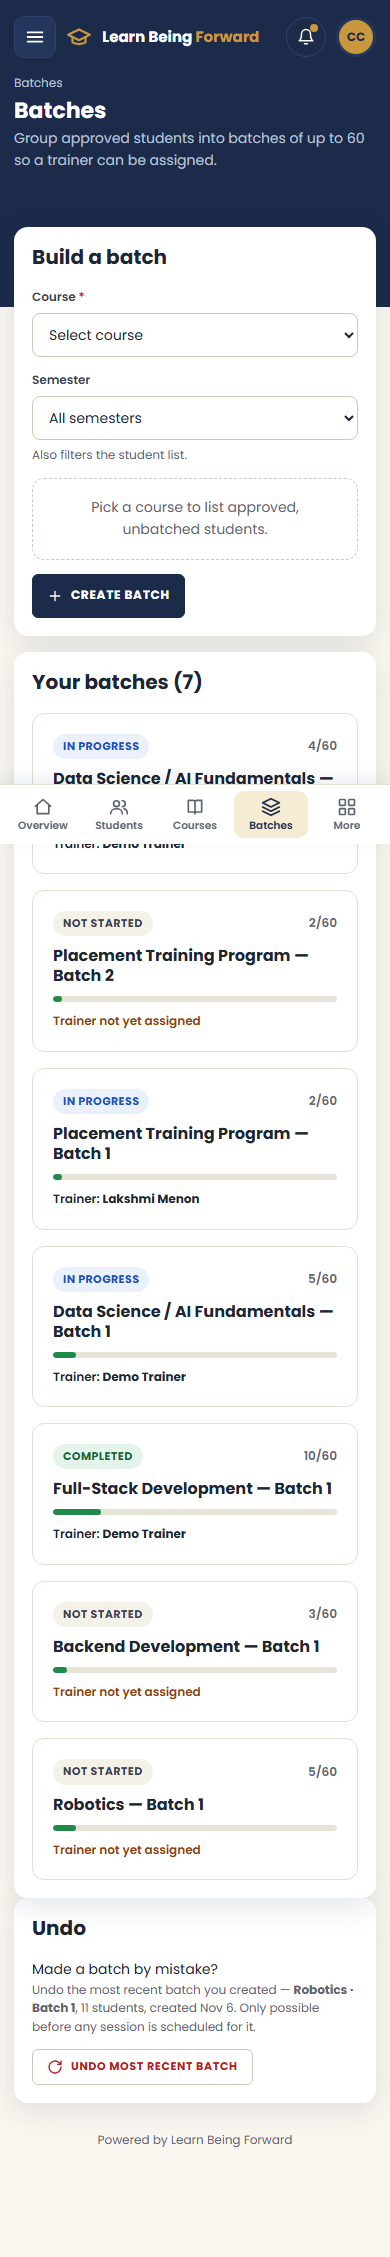 Learn Being Forward
CC
Batches
Batches
Group approved students into batches of up to 60
so a trainer can be assigned.
Build a batch
Course *
Select course
Semester
All semesters
Also filters the student list.
Pick a course to list approved,
unbatched students.
+ CREATE BATCH
Your batches (7)
IN PROGRESS
4/60
Data Science / AI Fundamentals —
Overview
Students
Courses
Batches
More
Trainer: Demo Trainer
NOT STARTED
2/60
Placement Training Program —
Batch 2
Trainer not yet assigned
IN PROGRESS
2/60
Placement Training Program —
Batch 1
Trainer: Lakshmi Menon
IN PROGRESS
5/60
Data Science / AI Fundamentals —
Batch 1
Trainer: Demo Trainer
COMPLETED
10/60
Full-Stack Development — Batch 1
Trainer: Demo Trainer
NOT STARTED
3/60
Backend Development — Batch 1
Trainer not yet assigned
NOT STARTED
5/60
Robotics — Batch 1
Trainer not yet assigned
Undo
Made a batch by mistake?
Undo the most recent batch you created — Robotics ·
Batch 1, 11 students, created Nov 6. Only possible
before any session is scheduled for it.
UNDO MOST RECENT BATCH
Powered by Learn Being Forward